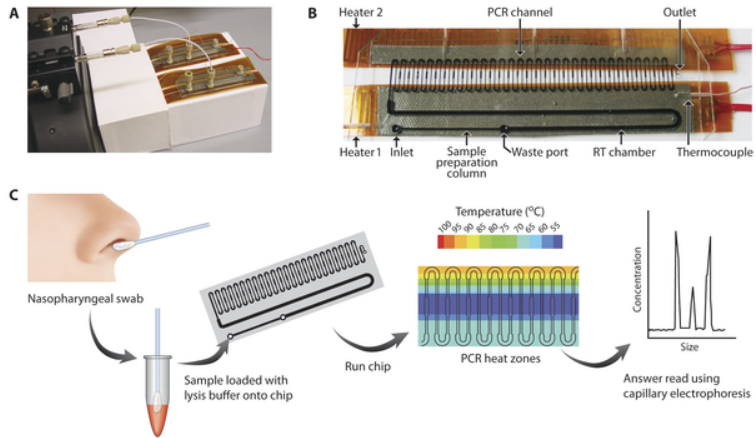 A
B
Heater 2
PCR channel
Outlet
Heater 1
Inlet
Sample
preparation
column
Waste port
RT chamber
Thermocouple
C
Nasopharyngeal swab
Sample loaded with
lysis buffer onto chip
Run chip
Temperature (°C)
100 95 90 85 80 75 70 65 60 55
PCR heat zones
Concentration
Size
Answer read using
capillary electrophoresis